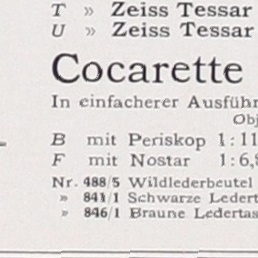 T » Zeiss Tessar
U » Zeiss Tessar
Cocarette
In einfacherer Ausführ
Obj
B mit Periskop 1:11
F mit Nostar 1:6,8
Nr. 488/5 Wildlederbeutel
» 841/1 Schwarze Ledert
» 846/1 Braune Ledertas